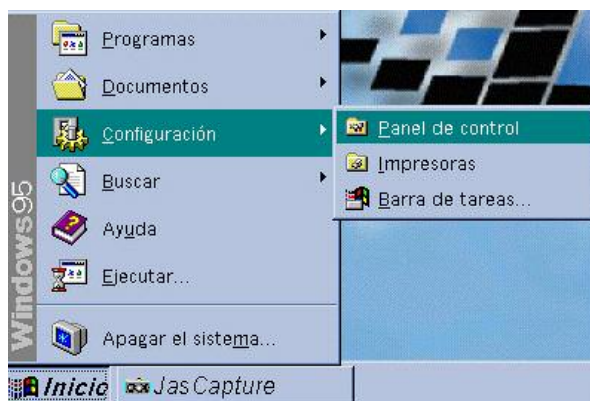 Windows95
Programas
Documentos
Configuración
Buscar
Ayuda
Ejecutar...
Apagar el sistema...
Panel de control
Impresoras
Barra de tareas...
Inicio
JasCapture